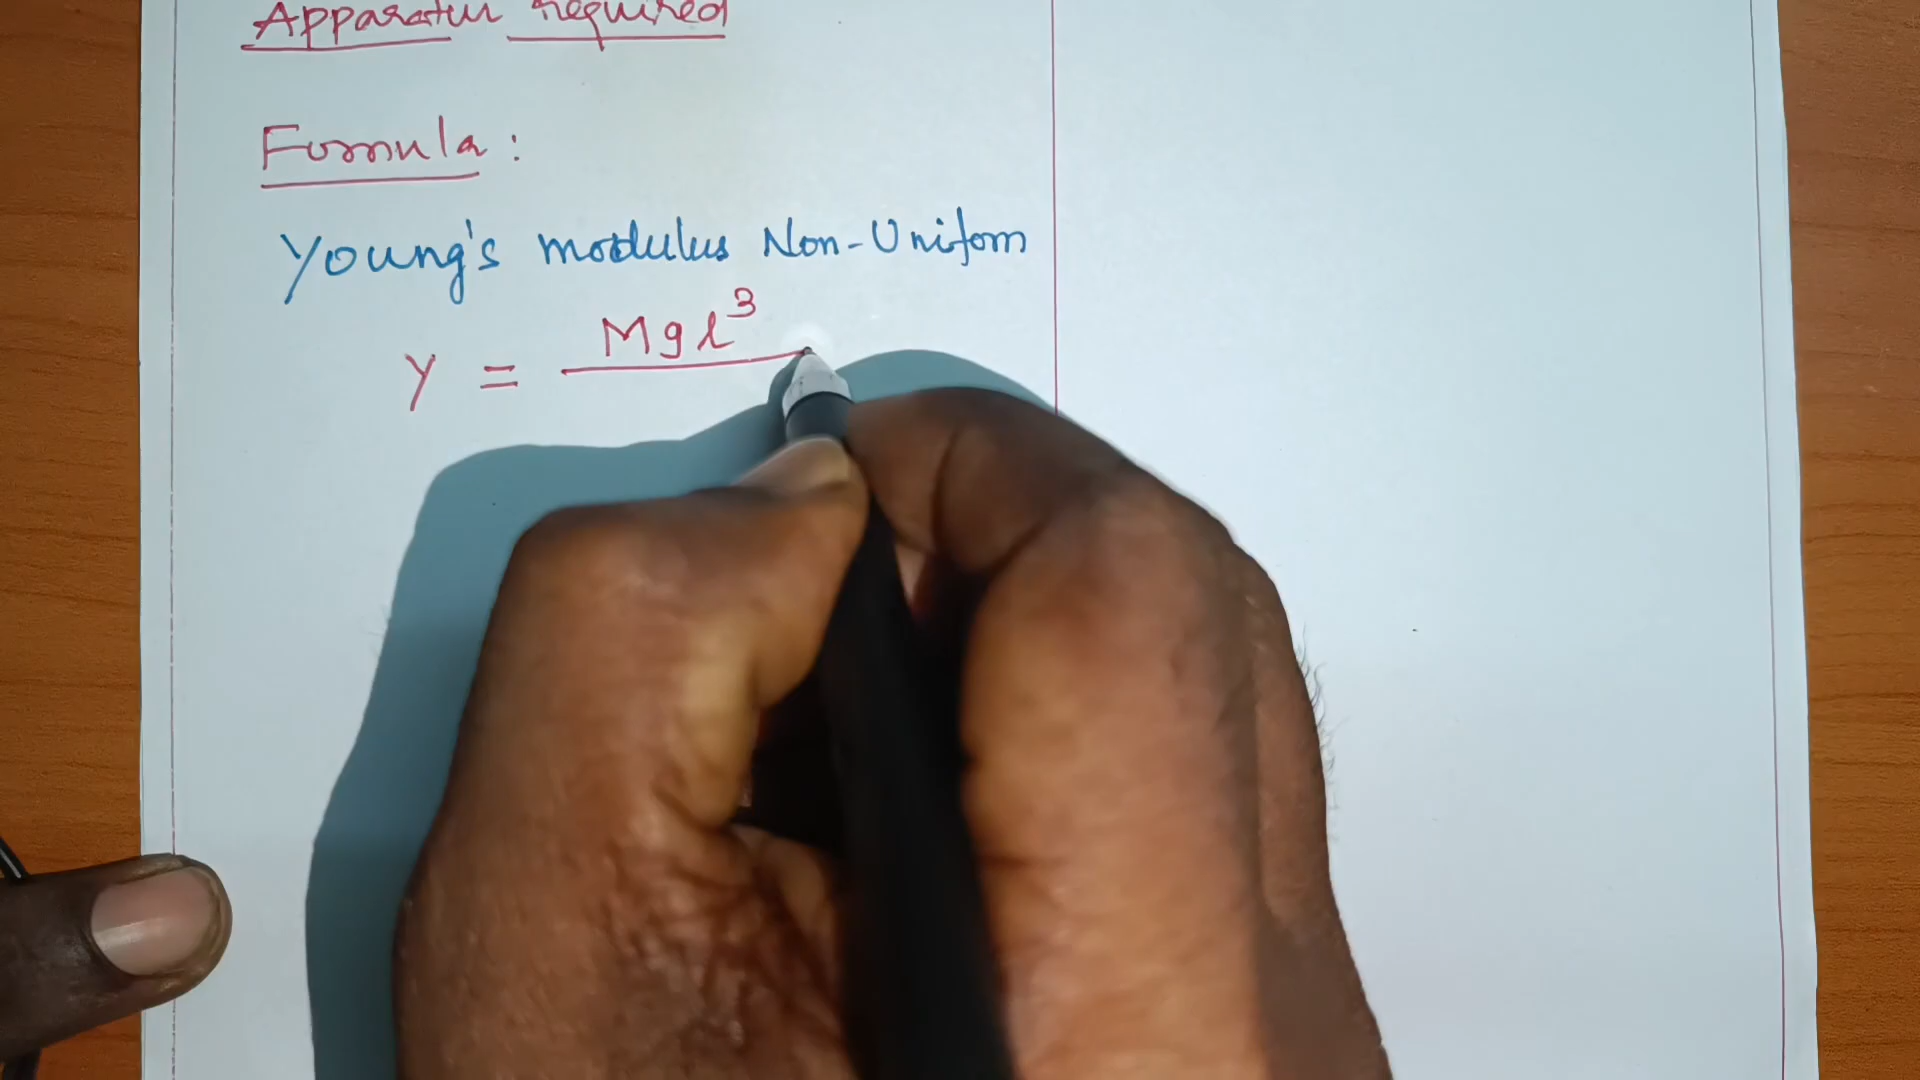 Apparatus required
Formula :
Young's modulus Non-Uniform
Mgl³
Y =